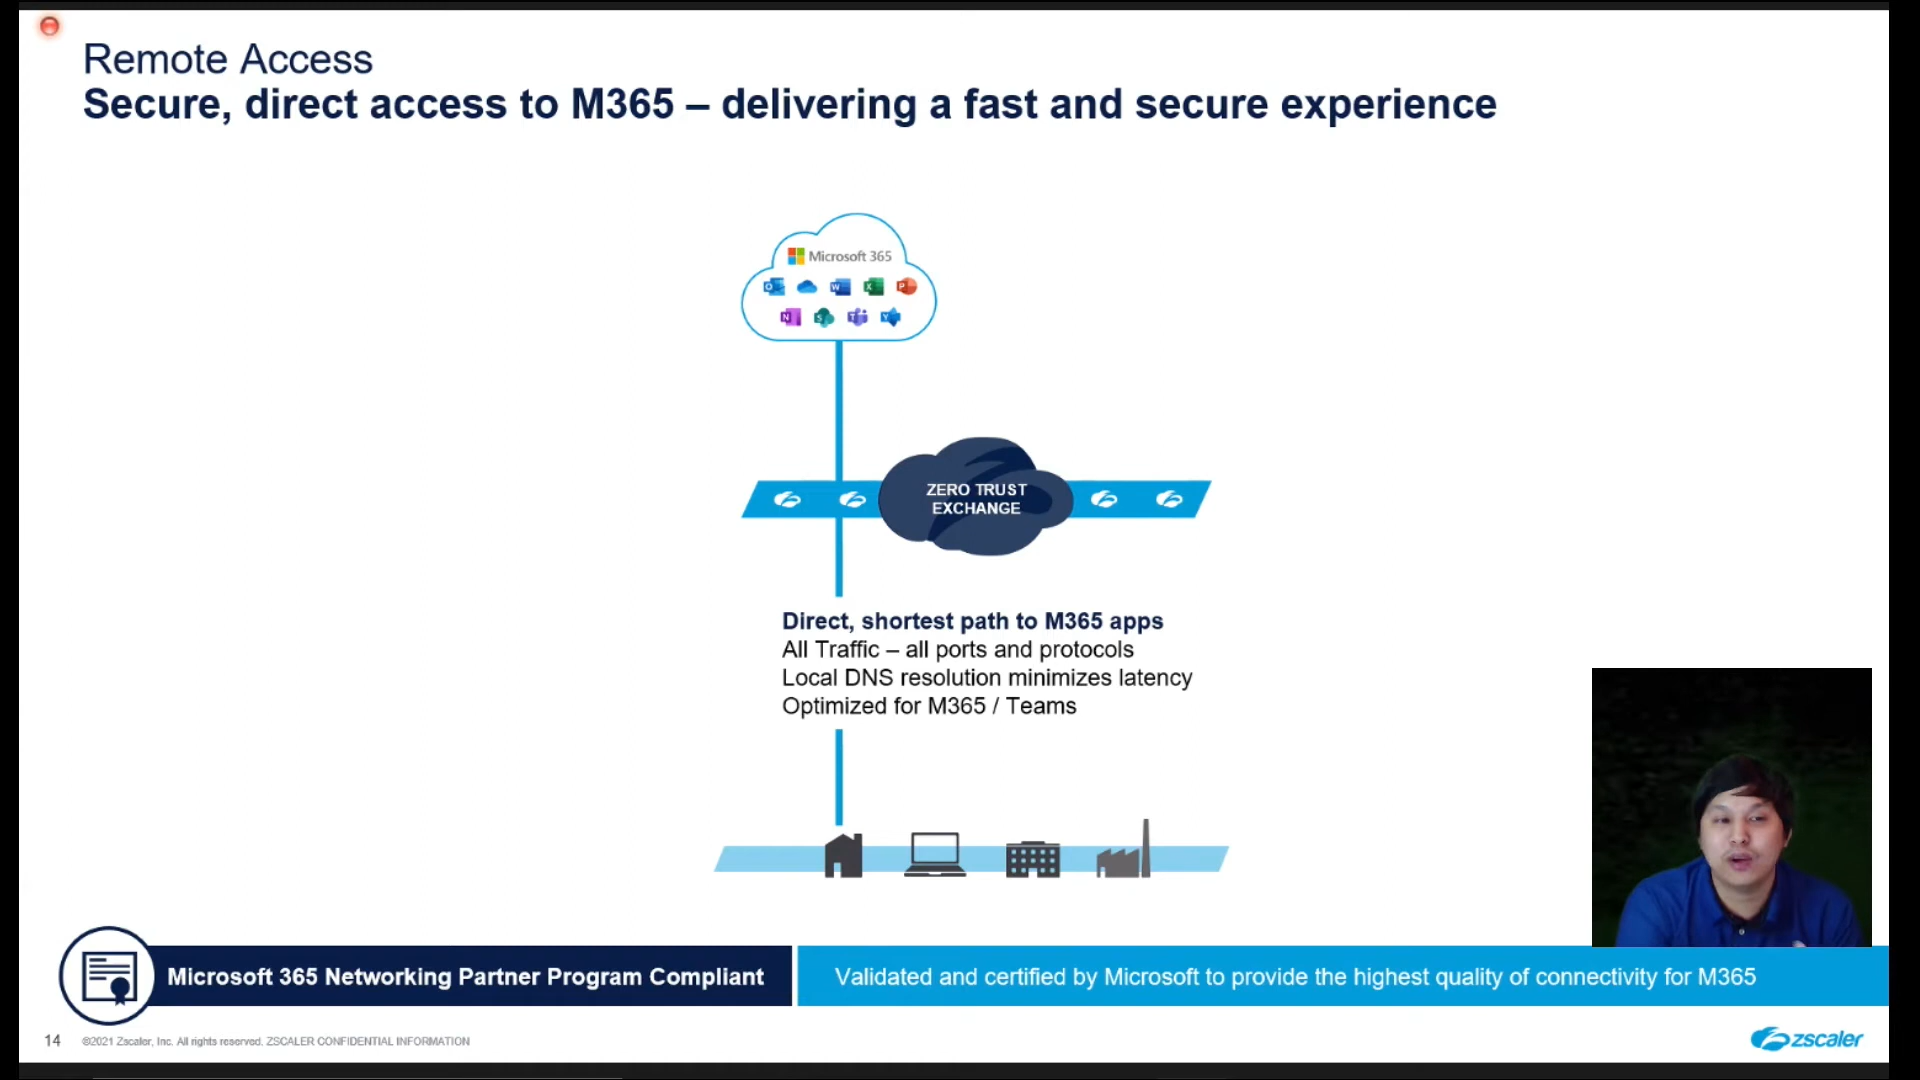 Remote Access
Secure, direct access to M365 – delivering a fast and secure experience
Microsoft 365
ZERO TRUST
EXCHANGE
Direct, shortest path to M365 apps
All Traffic – all ports and protocols
Local DNS resolution minimizes latency
Optimized for M365 / Teams
Microsoft 365 Networking Partner Program Compliant
Validated and certified by Microsoft to provide the highest quality of connectivity for M365
14 ©2021 Zscaler, Inc. All rights reserved. ZSCALER CONFIDENTIAL INFORMATION
zscaler